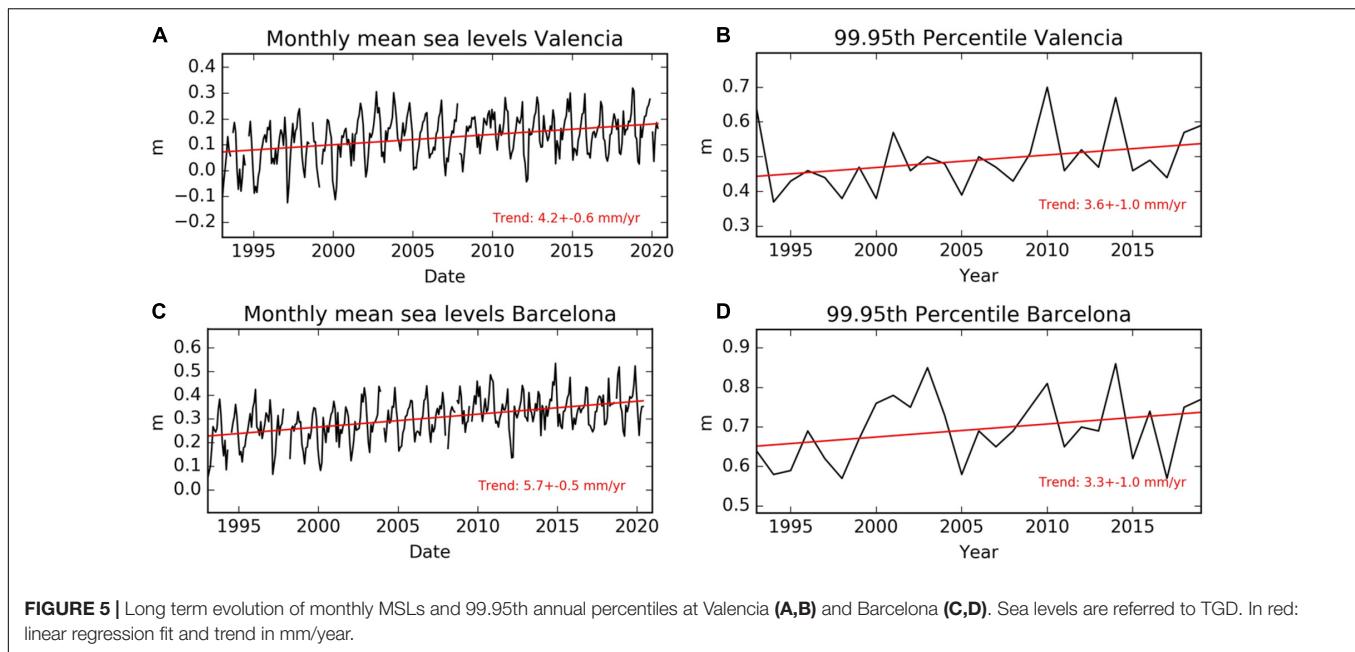 A
Monthly mean sea levels Valencia
0.4
0.3
0.2
0.1
0.0
−0.1
−0.2
m
Trend: 4.2+-0.6 mm/yr
1995 2000 2005 2010 2015 2020
Date
B
99.95th Percentile Valencia
0.7
0.6
0.5
0.4
0.3
m
Trend: 3.6+-1.0 mm/yr
1995 2000 2005 2010 2015
Year
C
Monthly mean sea levels Barcelona
0.6
0.5
0.4
0.3
0.2
0.1
0.0
m
Trend: 5.7+-0.5 mm/yr
1995 2000 2005 2010 2015 2020
Date
D
99.95th Percentile Barcelona
0.9
0.8
0.7
0.6
0.5
m
Trend: 3.3+-1.0 mm/yr
1995 2000 2005 2010 2015
Year
FIGURE 5 | Long term evolution of monthly MSLs and 99.95th annual percentiles at Valencia (A,B) and Barcelona (C,D). Sea levels are referred to TGD. In red:
linear regression fit and trend in mm/year.